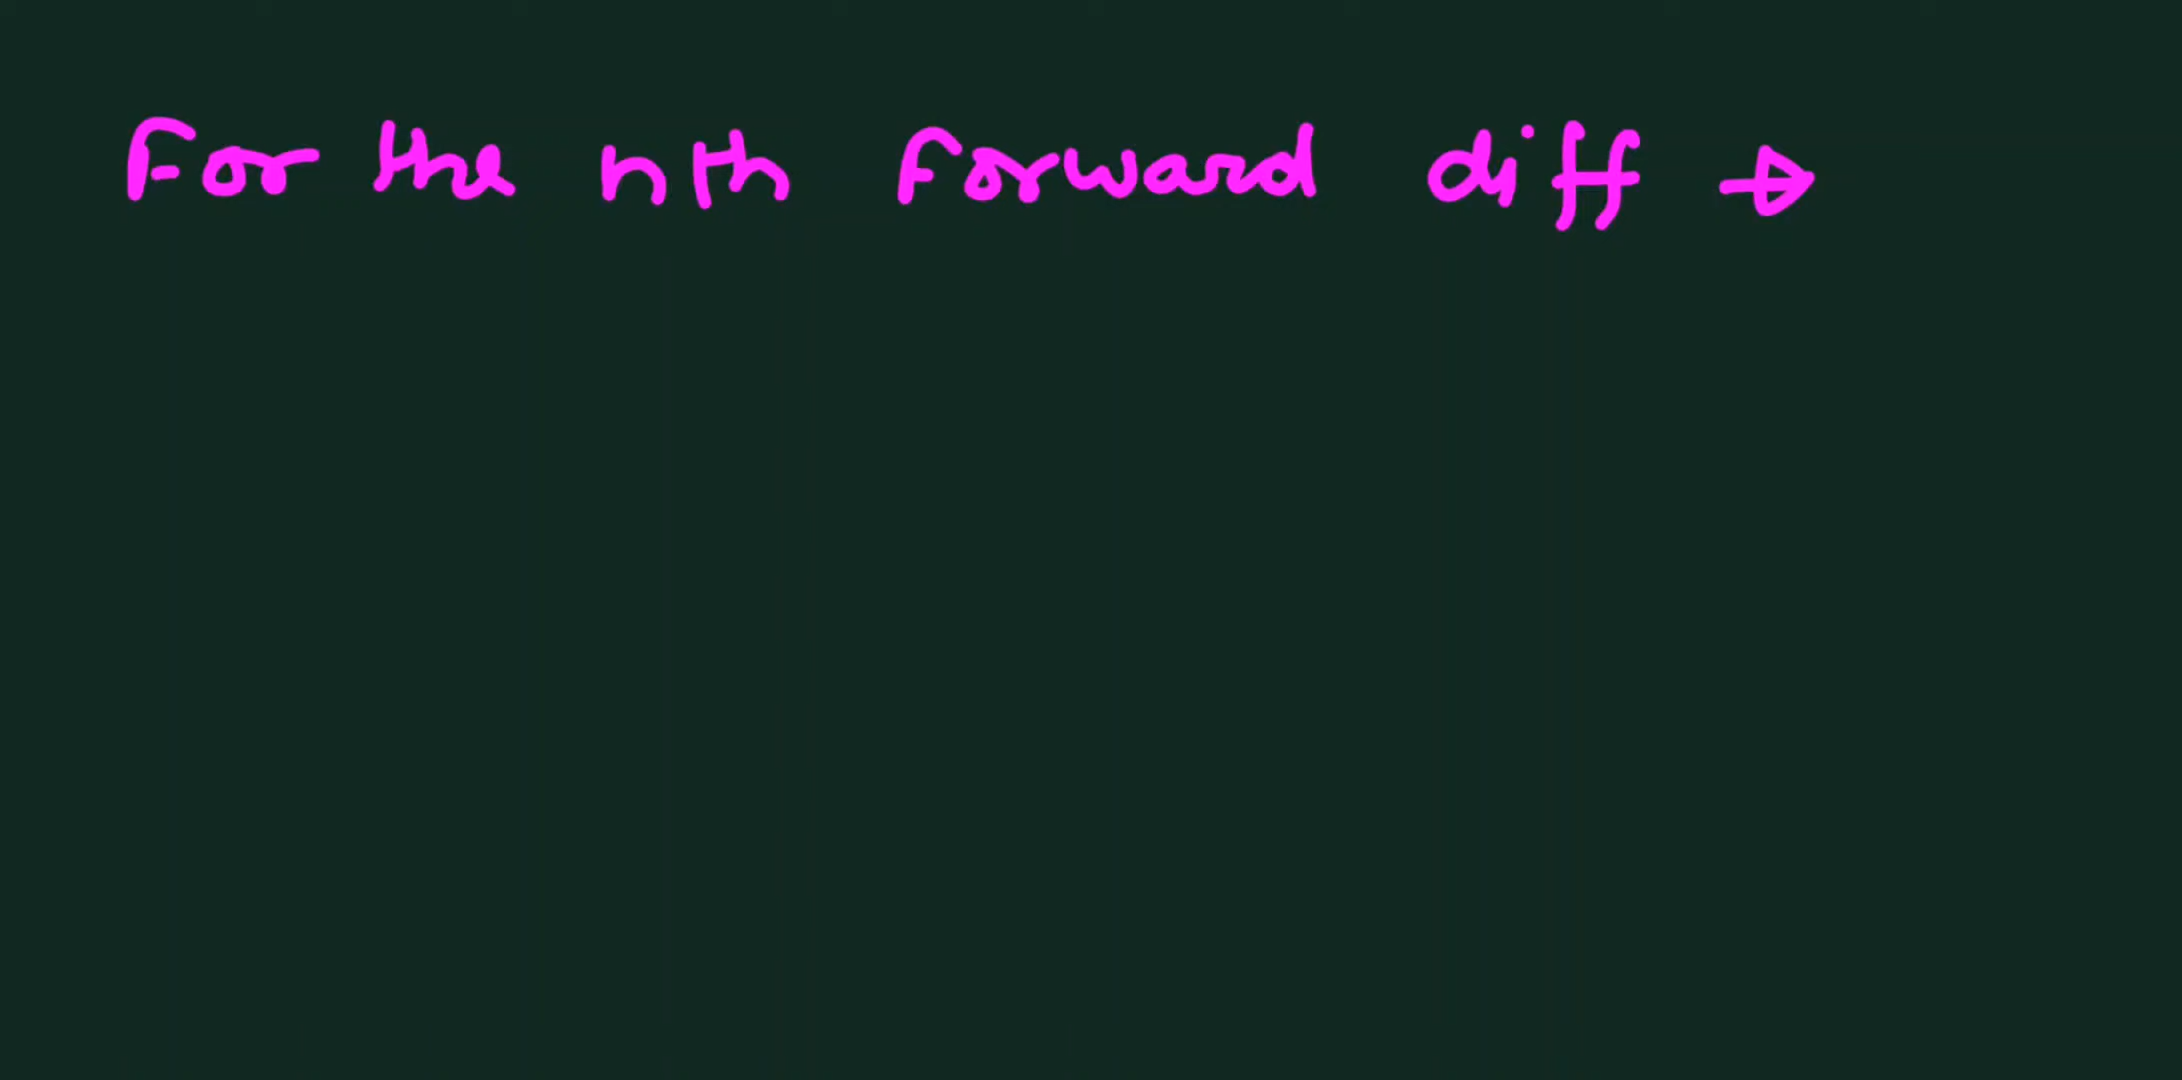 For the nth forward diff →